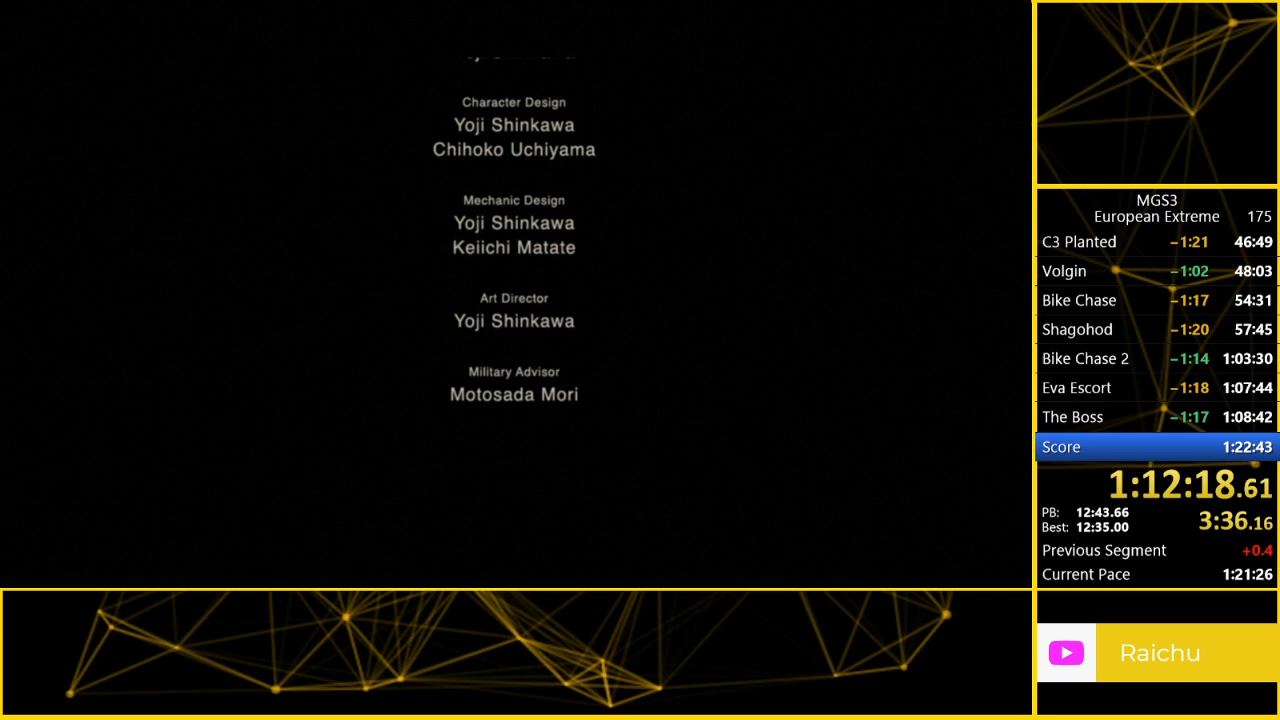 Character Design
Yoji Shinkawa
Chihoko Uchiyama
Mechanic Design
Yoji Shinkawa
Keiichi Matate
Art Director
Yoji Shinkawa
Military Advisor
Motosada Mori
MGS3
European Extreme 175
C3 Planted −1:21 46:49
Volgin −1:02 48:03
Bike Chase −1:17 54:31
Shagohod −1:20 57:45
Bike Chase 2 −1:14 1:03:30
Eva Escort −1:18 1:07:44
The Boss −1:17 1:08:42
Score 1:22:43
1:12:18.61
PB: 12:43.66
Best: 12:35.00
3:36.16
Previous Segment +0.4
Current Pace 1:21:26
Raichu